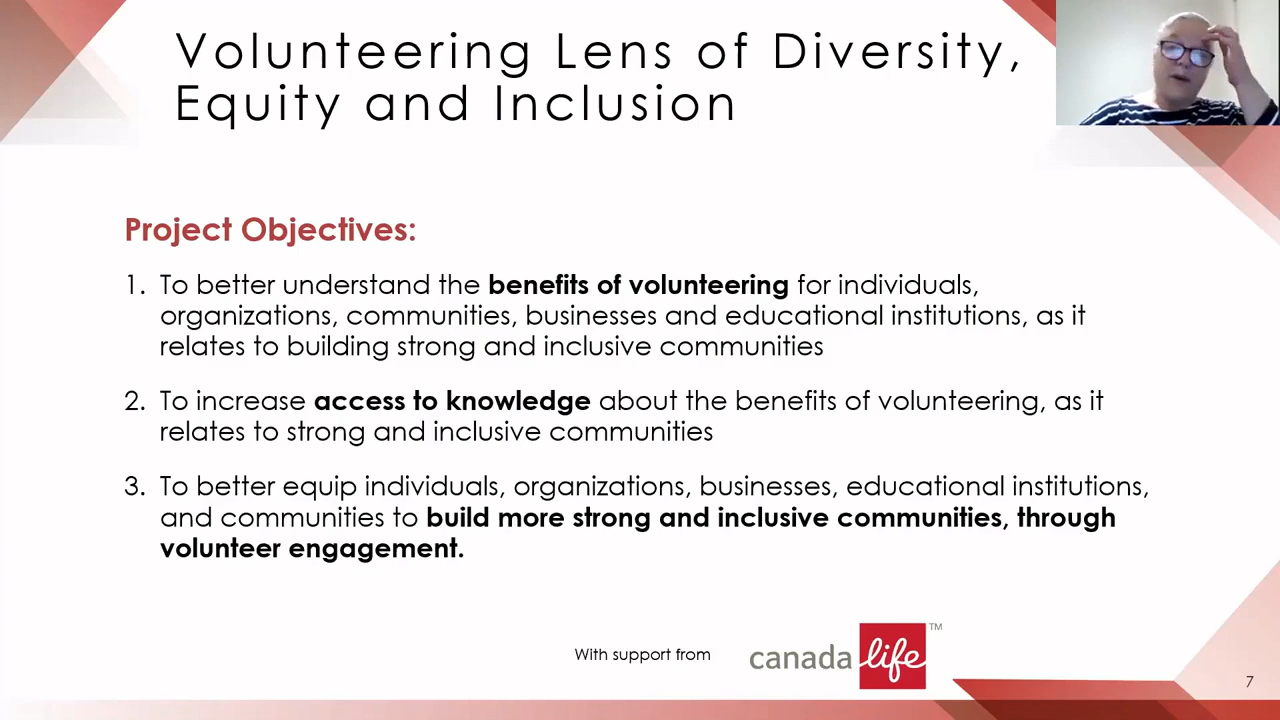 Volunteering Lens of Diversity,
Equity and Inclusion
Project Objectives:
1. To better understand the benefits of volunteering for individuals,
organizations, communities, businesses and educational institutions, as it
relates to building strong and inclusive communities
2. To increase access to knowledge about the benefits of volunteering, as it
relates to strong and inclusive communities
3. To better equip individuals, organizations, businesses, educational institutions,
and communities to build more strong and inclusive communities, through
volunteer engagement.
With support from
canada life TM
7